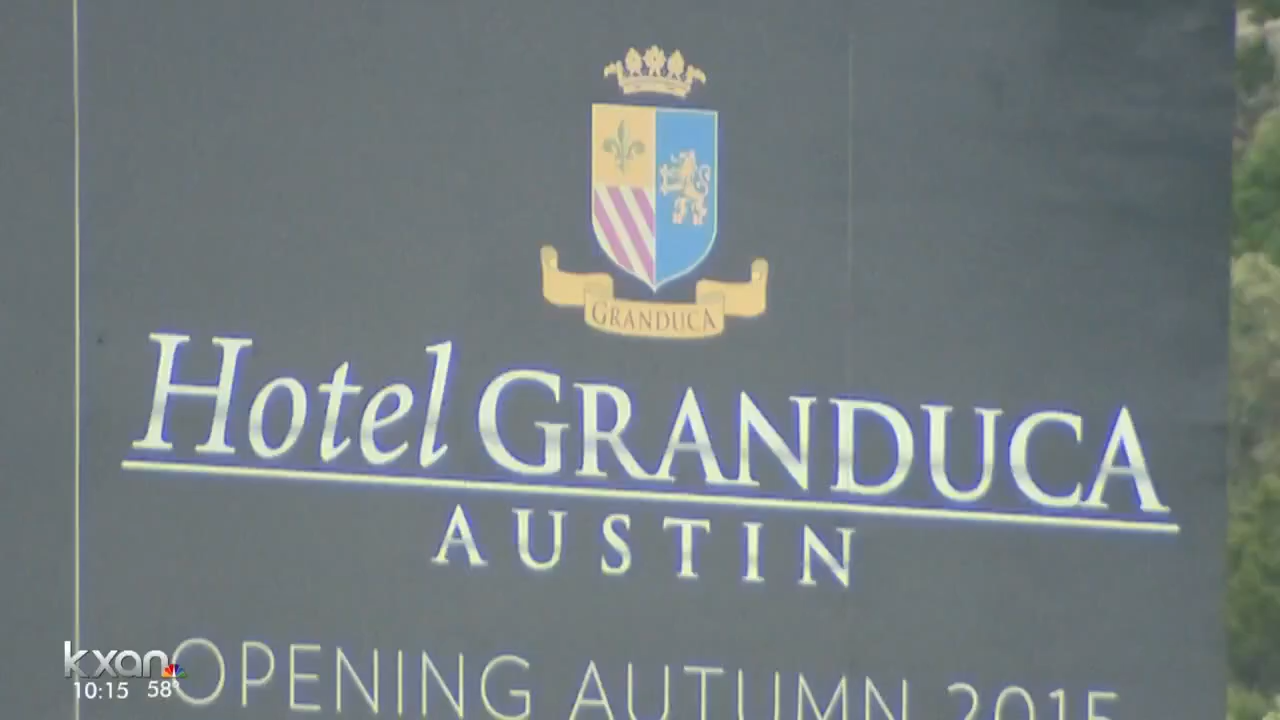 GRANDUCA
Hotel GRANDUCA
AUSTIN
OPENING AUTUMN 2015
kxan
10:15 58°